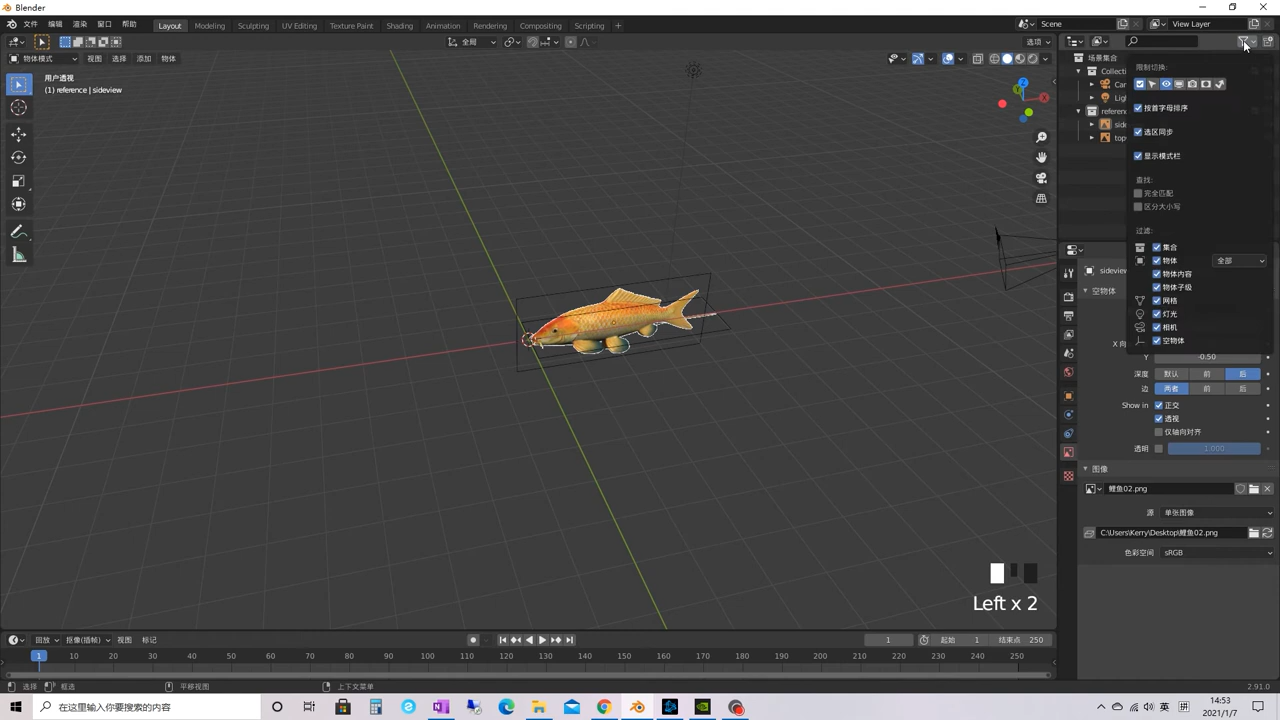 Blender
文件 编辑 渲染 窗口 帮助 Layout Modeling Sculpting UV Editing Texture Paint Shading Animation Rendering Compositing Scripting + Scene View Layer
全局 选项
物体模式 视图 选择 添加 物体
用户透视
(1) reference | sideview
场景集合
Collecti
Can
Ligh
referenc
side
top
限制切换:
按首字母排序
选区同步
显示模式栏
查找:
完全匹配
区分大小写
过滤:
集合
物体 全部
物体内容
物体子级
网格
灯光
相机
空物体
sideview
空物体
X 向
Y -0.50
深度 默认 前 后
边 两者 前 后
Show in 正交
透视
仅轴向对齐
透明 1.000
图像
鲤鱼02.png
源 单张图像
C:\Users\Kerry\Desktop\鲤鱼02.png
色彩空间 sRGB
Left x 2
回放 抠像(插帧) 视图 标记 1 起始 1 结束点 250
1 10 20 30 40 50 60 70 80 90 100 110 120 130 140 150 160 170 180 190 200 210 220 230 240 250
选择 框选 平移视图 上下文菜单 2.91.0
在这里输入你要搜索的内容
英 拼
14:53
2021/1/7